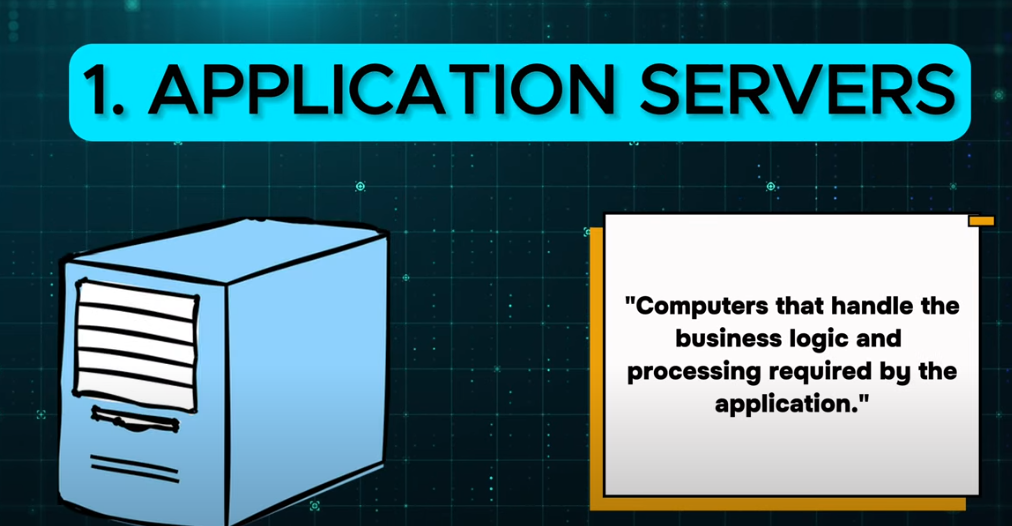 1. APPLICATION SERVERS
"Computers that handle the
business logic and
processing required by the
application."